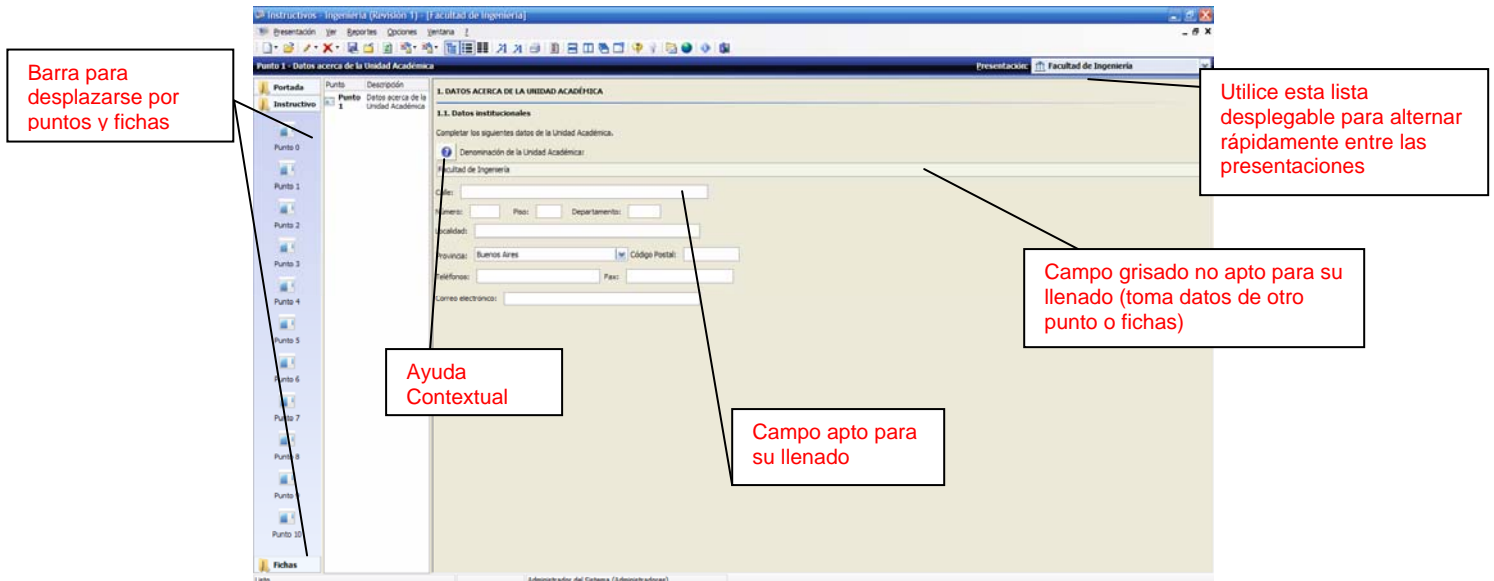 Instructivos - Ingeniería (Revisión 1) - [Facultad de Ingeniería]
Presentación Ver Reportes Opciones Ventana ?
Punto 1 - Datos acerca de la Unidad Académica
Presentación: Facultad de Ingeniería
Barra para
desplazarse por
puntos y fichas
Utilice esta lista
desplegable para alternar
rápidamente entre las
presentaciones
Portada
Instructivo
Punto 0
Punto 1
Punto 2
Punto 3
Punto 4
Punto 5
Punto 6
Punto 7
Punto 8
Punto 9
Punto 10
Fichas
Punto Descripción
Punto 1 Datos acerca de la
Unidad Académica
1. DATOS ACERCA DE LA UNIDAD ACADÉMICA
1.1. Datos institucionales
Completar los siguientes datos de la Unidad Académica.
Denominación de la Unidad Académica:
Facultad de Ingeniería
Calle:
Número: Piso: Departamento:
Localidad:
Provincia: Buenos Aires Código Postal:
Teléfonos: Fax:
Correo electrónico:
Campo grisado no apto para su
llenado (toma datos de otro
punto o fichas)
Ayuda
Contextual
Campo apto para
su llenado
Listo
Administrador del Sistema (Administradores)